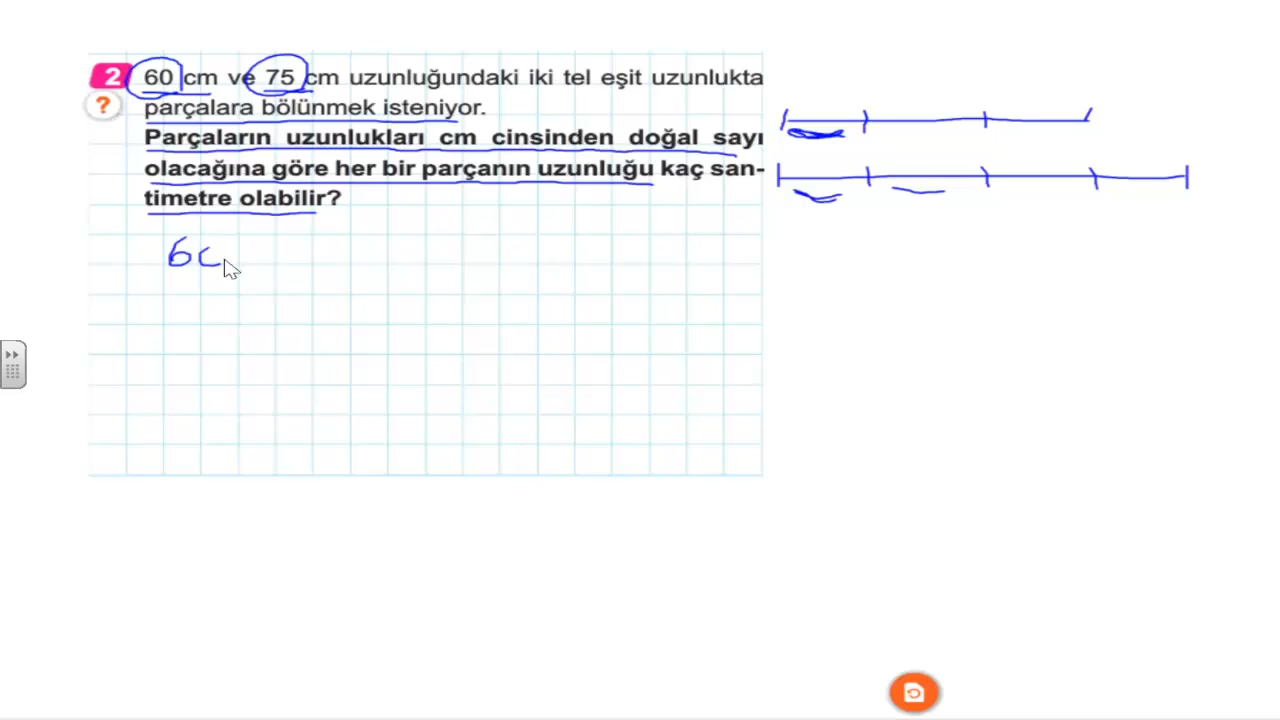 2 60 cm ve 75 cm uzunluğundaki iki tel eşit uzunlukta
? parçalara bölünmek isteniyor.
Parçaların uzunlukları cm cinsinden doğal sayı
olacağına göre her bir parçanın uzunluğu kaç san-
timetre olabilir?